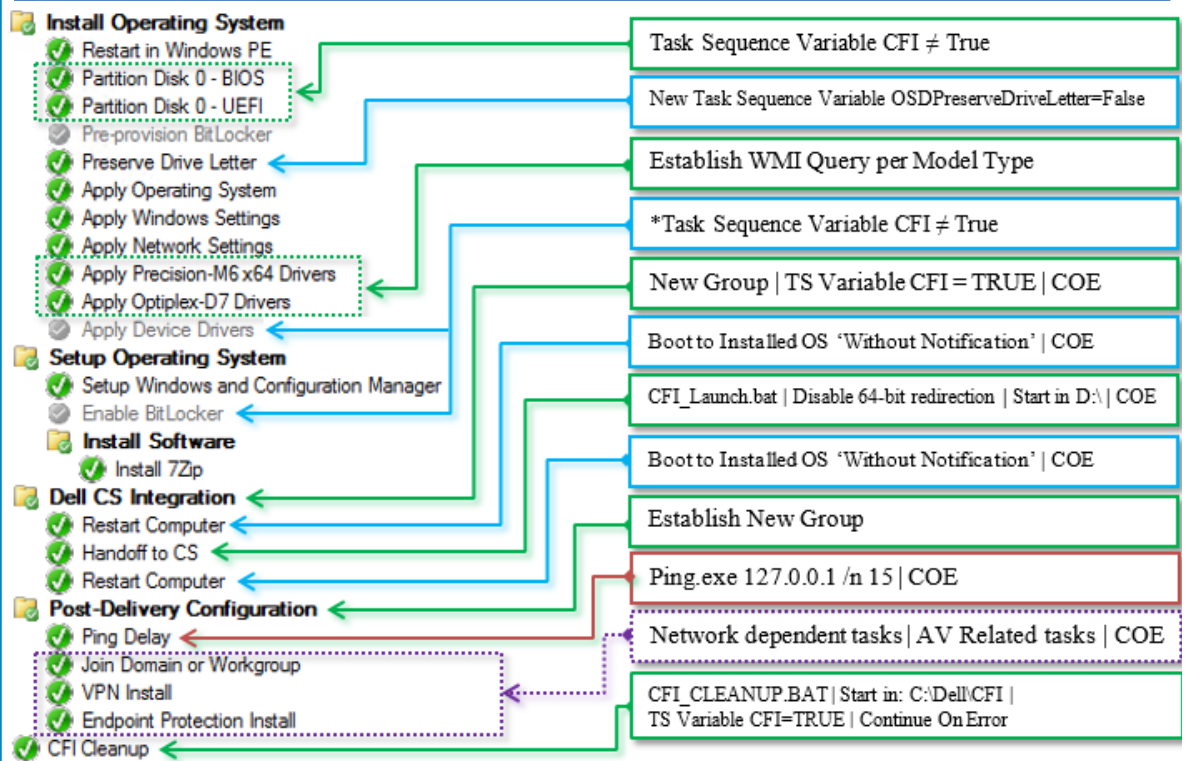 Install Operating System
Restart in Windows PE
Partition Disk 0 - BIOS
Partition Disk 0 - UEFI
Pre-provision BitLocker
Preserve Drive Letter
Apply Operating System
Apply Windows Settings
Apply Network Settings
Apply Precision-M6 x64 Drivers
Apply Optiplex-D7 Drivers
Apply Device Drivers
Setup Operating System
Setup Windows and Configuration Manager
Enable BitLocker
Install Software
Install 7Zip
Dell CS Integration
Restart Computer
Handoff to CS
Restart Computer
Post-Delivery Configuration
Ping Delay
Join Domain or Workgroup
VPN Install
Endpoint Protection Install
CFI Cleanup
Task Sequence Variable CFI ≠ True
New Task Sequence Variable OSDPreserveDriveLetter=False
Establish WMI Query per Model Type
*Task Sequence Variable CFI ≠ True
New Group | TS Variable CFI = TRUE | COE
Boot to Installed OS ‘Without Notification’ | COE
CFI_Launch.bat | Disable 64-bit redirection | Start in D:\ | COE
Boot to Installed OS ‘Without Notification’ | COE
Establish New Group
Ping.exe 127.0.0.1 /n 15 | COE
Network dependent tasks | AV Related tasks | COE
CFI_CLEANUP.BAT | Start in: C:\Dell\CFI |
TS Variable CFI=TRUE | Continue On Error